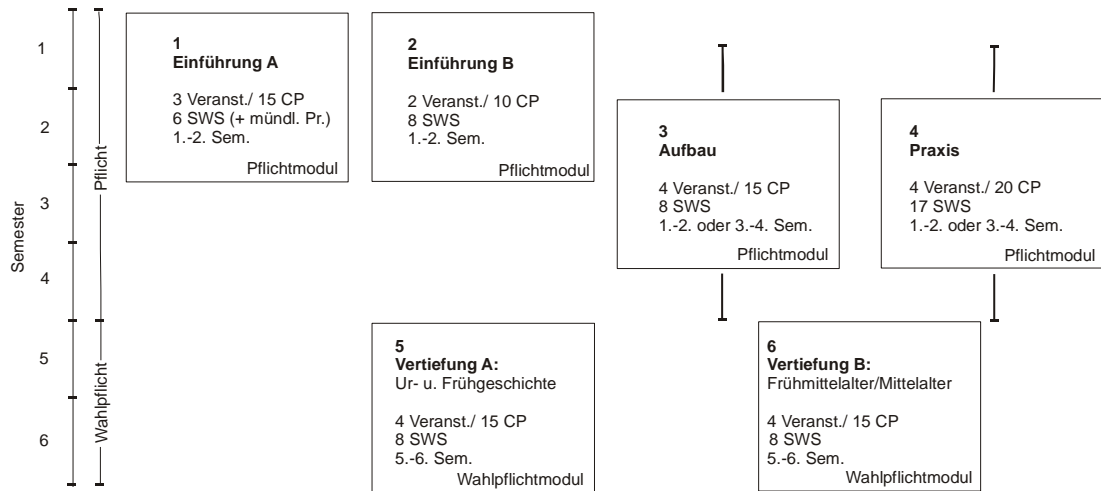 Semester
1
2
3
4
5
6
Pflicht
Wahlpflicht
1
Einführung A
3 Veranst./ 15 CP
6 SWS (+ mündl. Pr.)
1.-2. Sem.
Pflichtmodul
2
Einführung B
2 Veranst./ 10 CP
8 SWS
1.-2. Sem.
Pflichtmodul
3
Aufbau
4 Veranst./ 15 CP
8 SWS
1.-2. oder 3.-4. Sem.
Pflichtmodul
4
Praxis
4 Veranst./ 20 CP
17 SWS
1.-2. oder 3.-4. Sem.
Pflichtmodul
5
Vertiefung A:
Ur- u. Frühgeschichte
4 Veranst./ 15 CP
8 SWS
5.-6. Sem.
Wahlpflichtmodul
6
Vertiefung B:
Frühmittelalter/Mittelalter
4 Veranst./ 15 CP
8 SWS
5.-6. Sem.
Wahlpflichtmodul